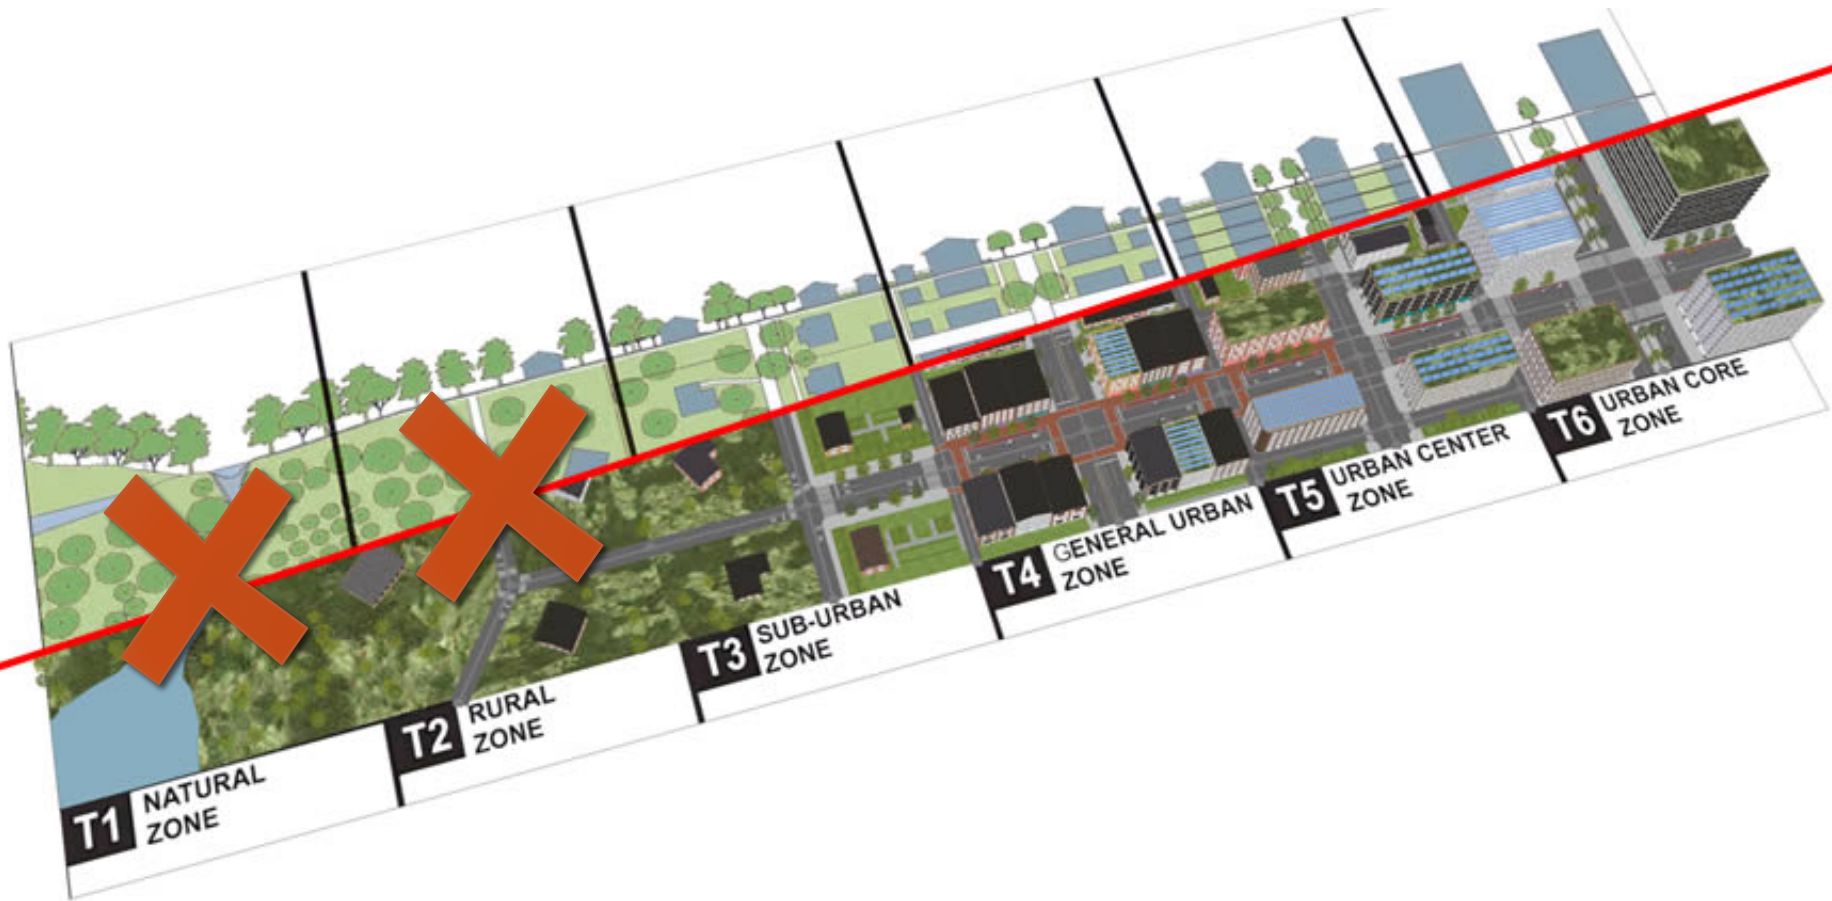 T1 NATURAL
ZONE
T2 RURAL
ZONE
T3 SUB-URBAN
ZONE
T4 GENERAL URBAN
ZONE
T5 URBAN CENTER
ZONE
T6 URBAN CORE
ZONE